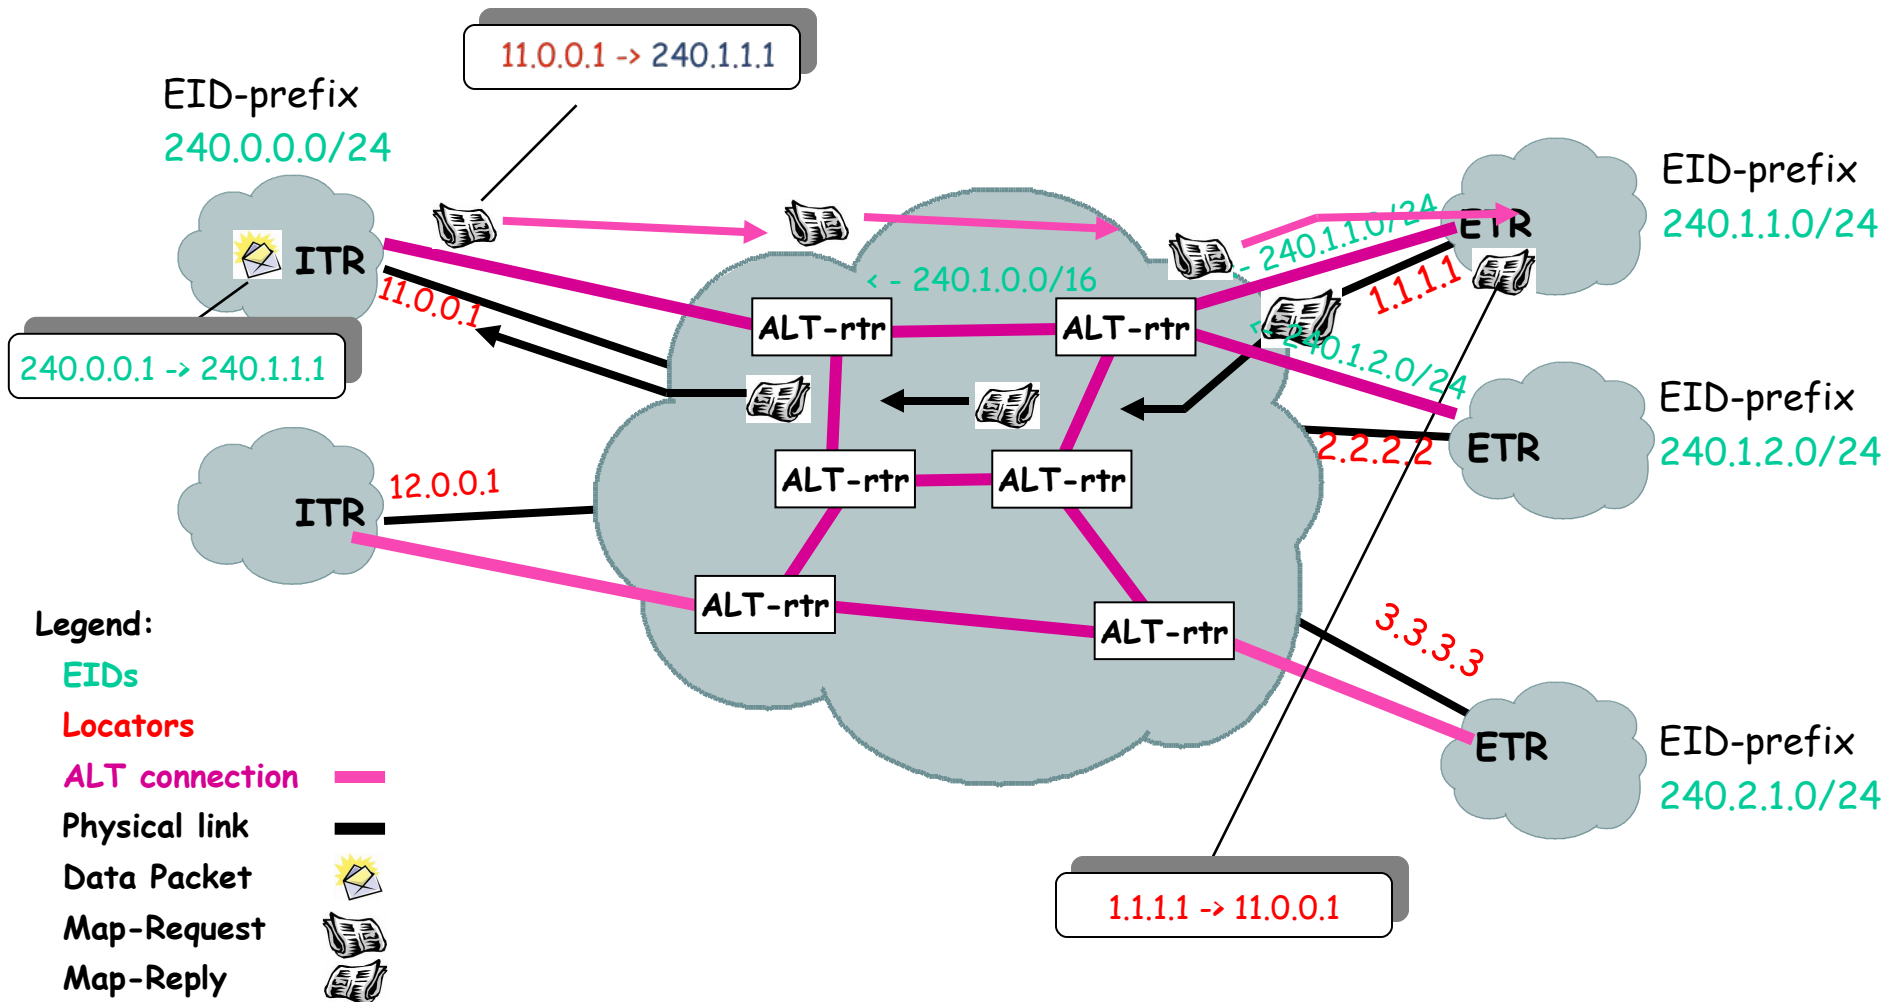 11.0.0.1 -> 240.1.1.1
EID-prefix
240.0.0.0/24
EID-prefix
240.1.1.0/24
ITR
ETR
< - 240.1.0.0/16
- 240.1.1.0/24
11.0.0.1
1.1.1.1
ALT-rtr
ALT-rtr
240.0.0.1 -> 240.1.1.1
<- 240.1.2.0/24
EID-prefix
240.1.2.0/24
2.2.2.2
ETR
12.0.0.1
ITR
ALT-rtr
ALT-rtr
ALT-rtr
ALT-rtr
3.3.3.3
ETR
EID-prefix
240.2.1.0/24
Legend:
EIDs
Locators
ALT connection
Physical link
Data Packet
Map-Request
Map-Reply
1.1.1.1 -> 11.0.0.1